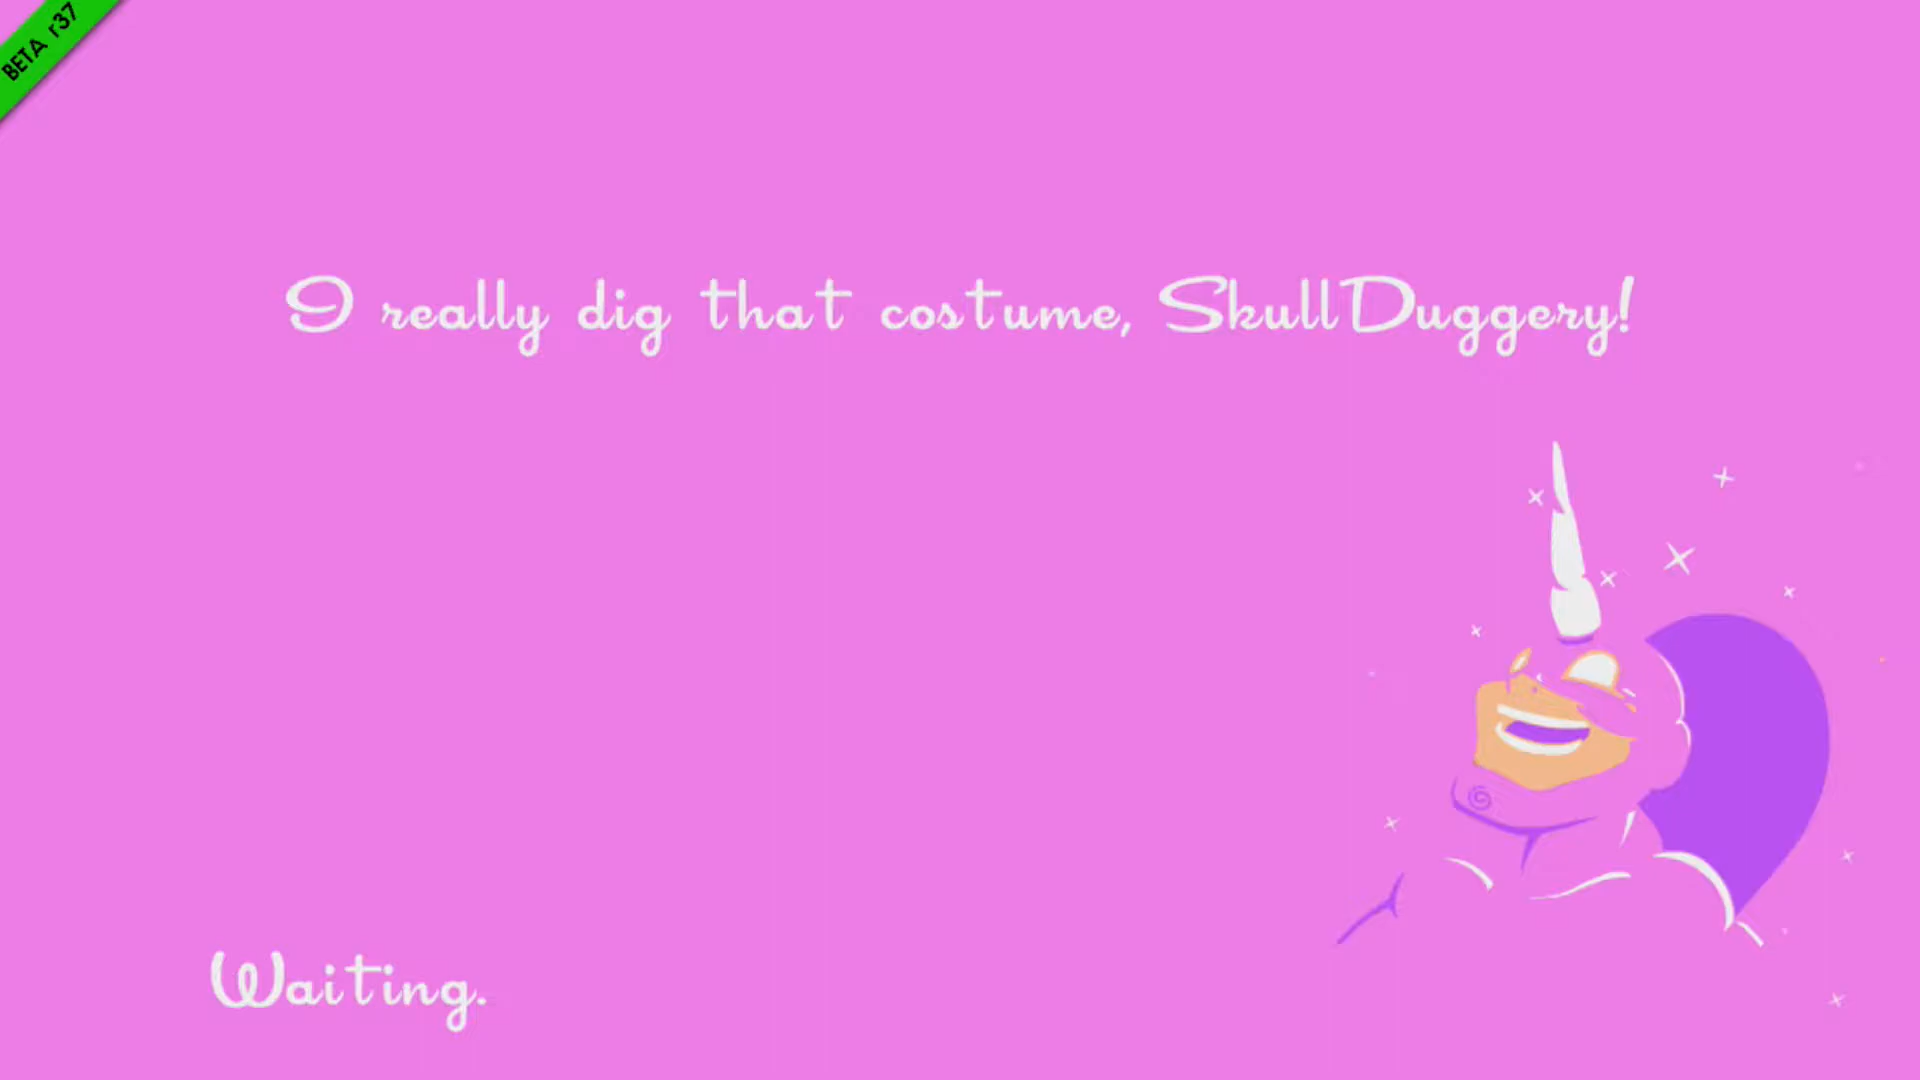 BETA r37
I really dig that costume, SkullDuggery!
Waiting.